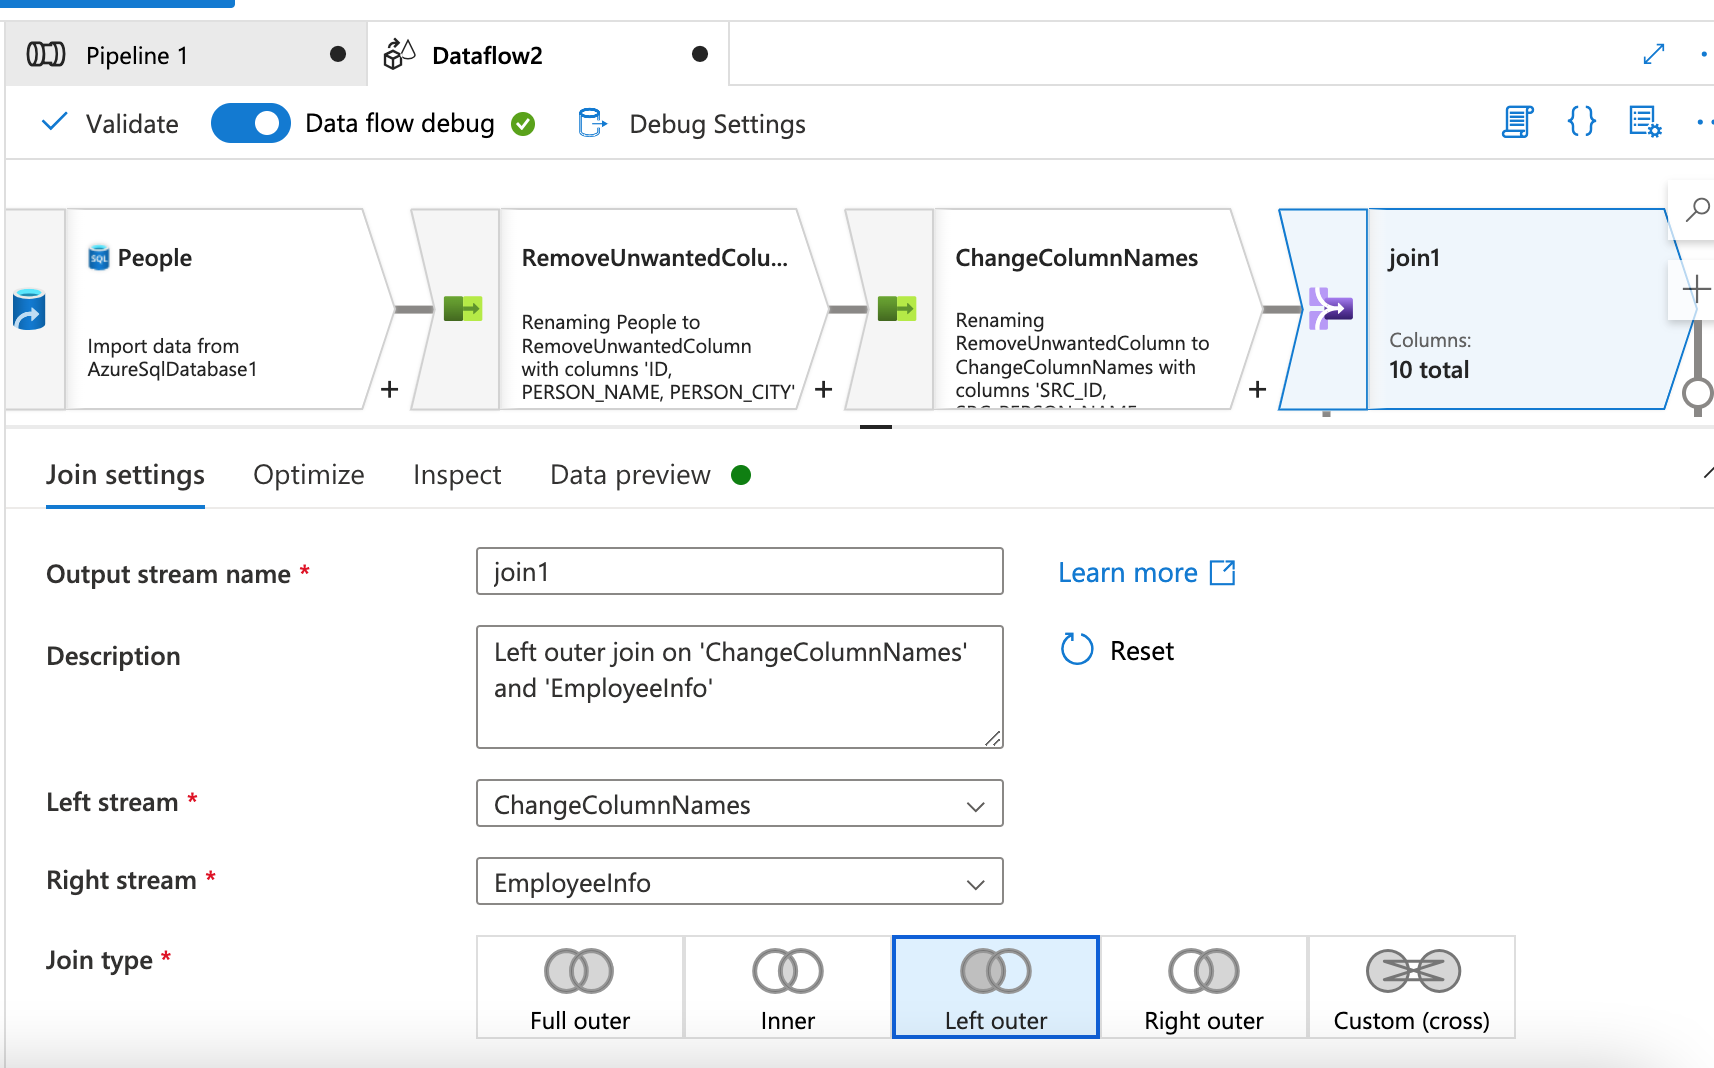 Pipeline 1
Dataflow2
Validate
Data flow debug
Debug Settings
SQL
People
Import data from
AzureSqlDatabase1
+
RemoveUnwantedColu...
Renaming People to
RemoveUnwantedColumn
with columns 'ID,
PERSON_NAME, PERSON_CITY'
+
ChangeColumnNames
Renaming
RemoveUnwantedColumn to
ChangeColumnNames with
columns 'SRC_ID,
SRC_PERSON_NAME,
+
join1
Columns:
10 total
Join settings
Optimize
Inspect
Data preview
Output stream name *
join1
Learn more
Description
Left outer join on 'ChangeColumnNames'
and 'EmployeeInfo'
Reset
Left stream *
ChangeColumnNames
Right stream *
EmployeeInfo
Join type *
Full outer
Inner
Left outer
Right outer
Custom (cross)